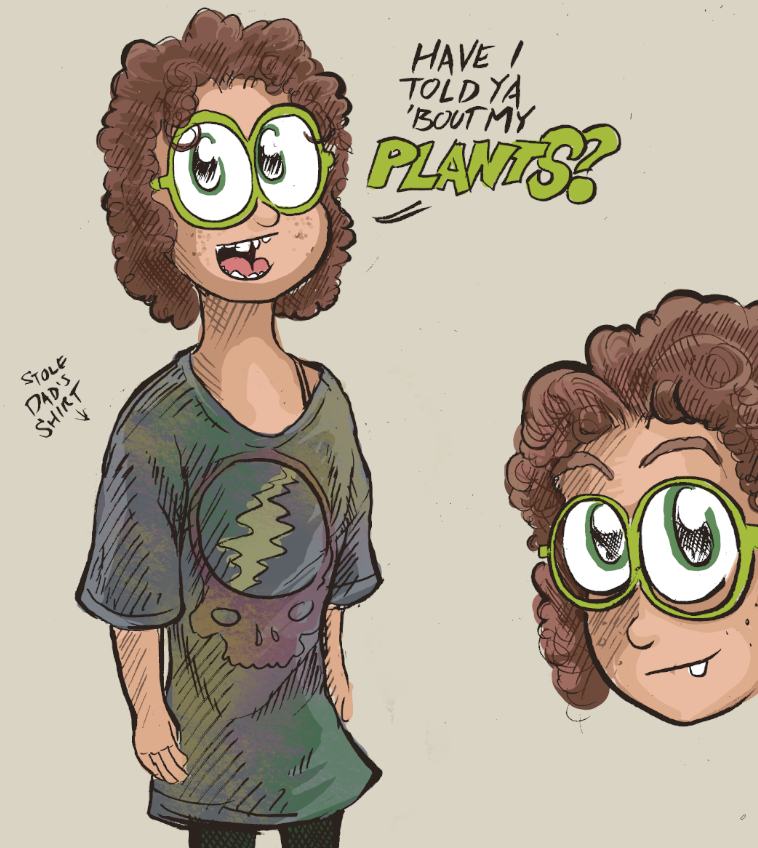 HAVE I
TOLD YA
'BOUT MY
PLANTS?
STOLE
DAD'S
SHIRT